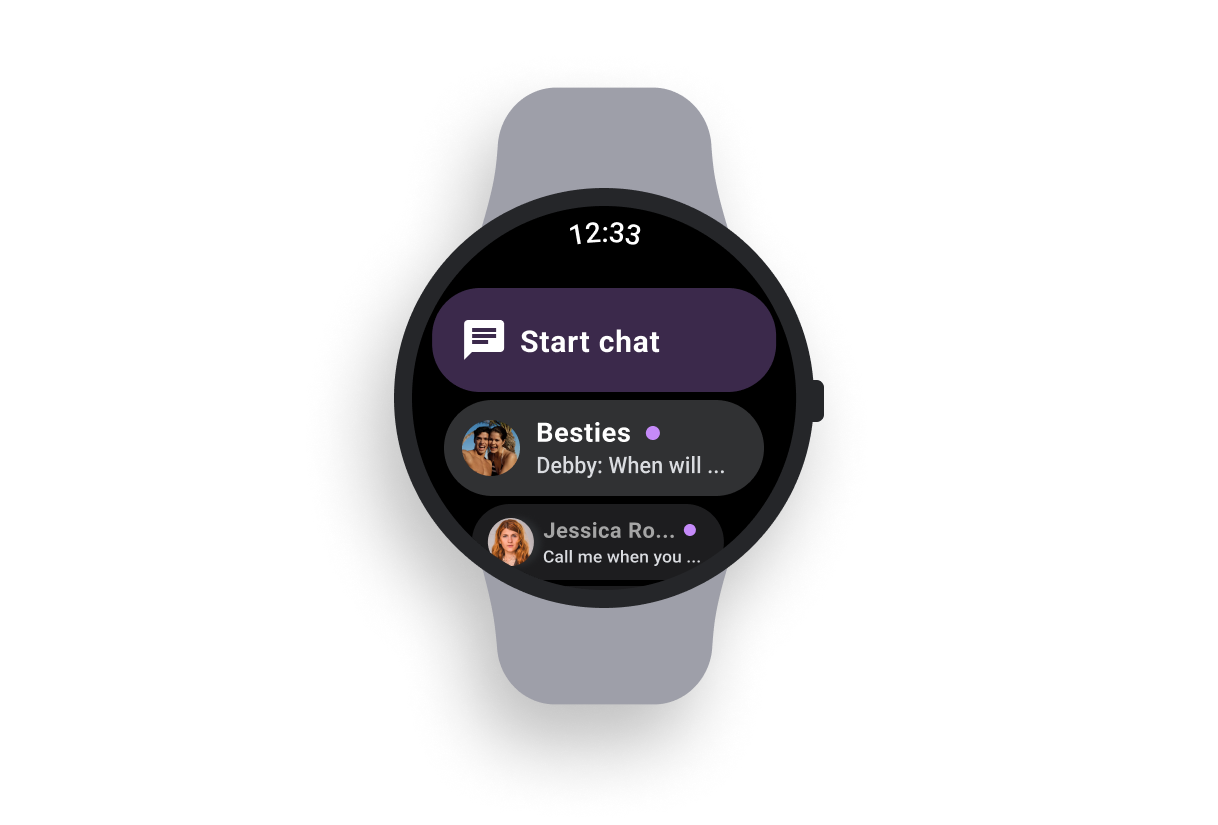 12:33
Start chat
Besties
Debby: When will ...
Jessica Ro...
Call me when you ...